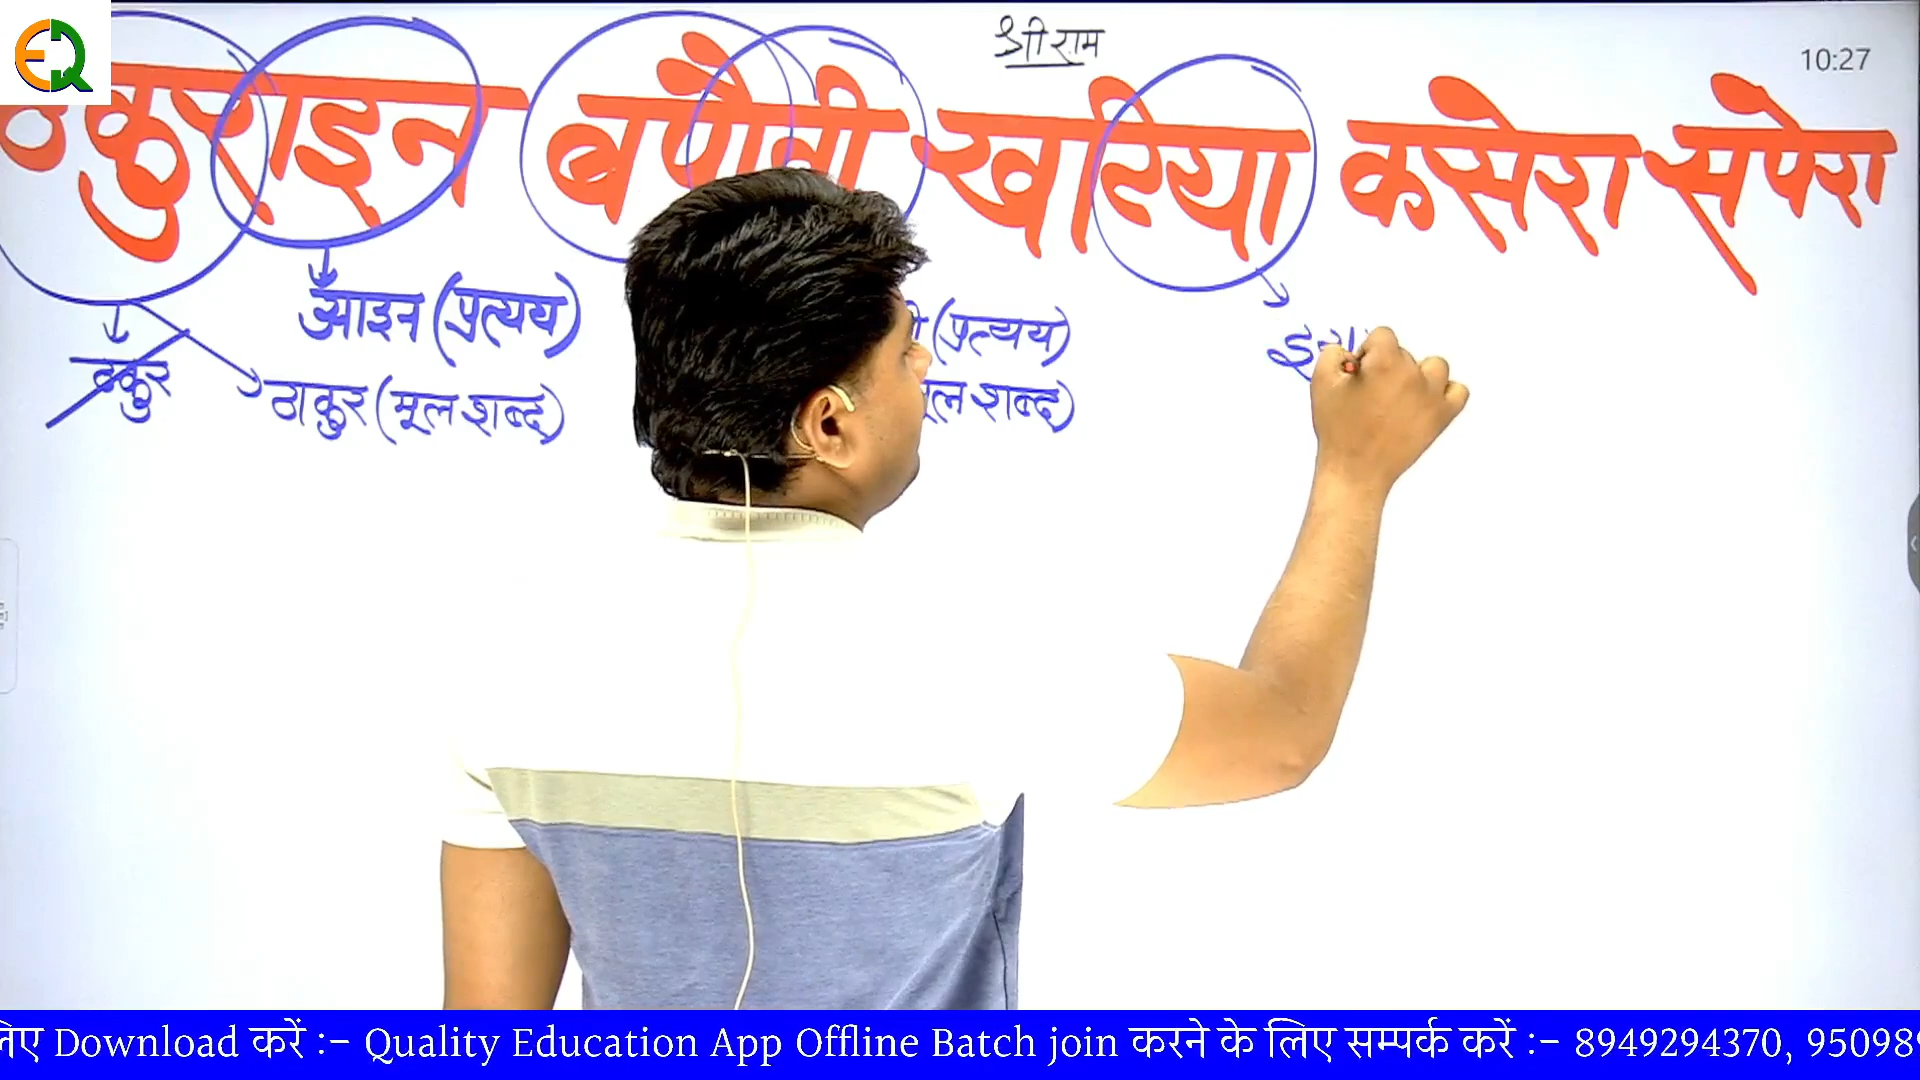 श्री राम
10:27
ठकुराइन बपौती खटिया कसेरा सपेरा
आइन (प्रत्यय)
(प्रत्यय)
ठकुर
ठाकुर (मूल शब्द)
मूल शब्द)
लिए Download करें :- Quality Education App Offline Batch join करने के लिए सम्पर्क करें :- 8949294370, 95098